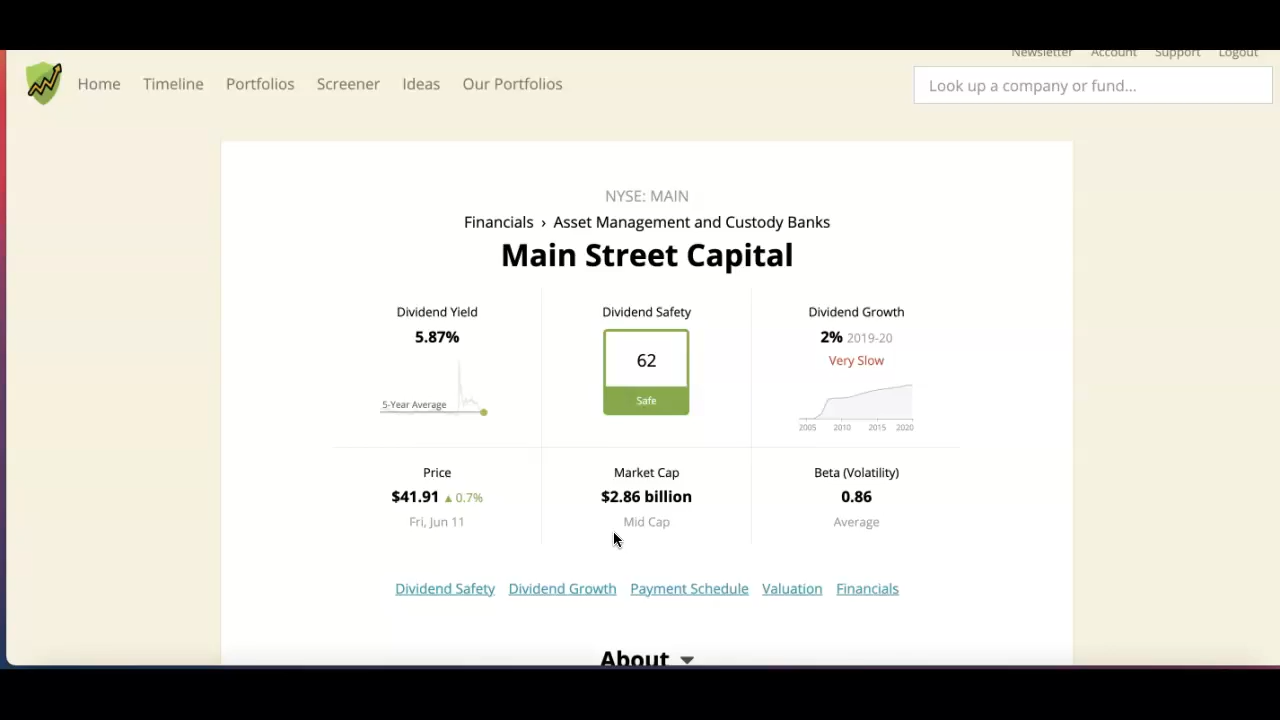 Newsletter Account Support Logout
Home Timeline Portfolios Screener Ideas Our Portfolios
Look up a company or fund...
NYSE: MAIN
Financials › Asset Management and Custody Banks
Main Street Capital
Dividend Yield
5.87%
5-Year Average
Dividend Safety
62
Safe
Dividend Growth
2% 2019-20
Very Slow
2005 2010 2015 2020
Price
$41.91 ▲ 0.7%
Fri, Jun 11
Market Cap
$2.86 billion
Mid Cap
Beta (Volatility)
0.86
Average
Dividend Safety Dividend Growth Payment Schedule Valuation Financials
About